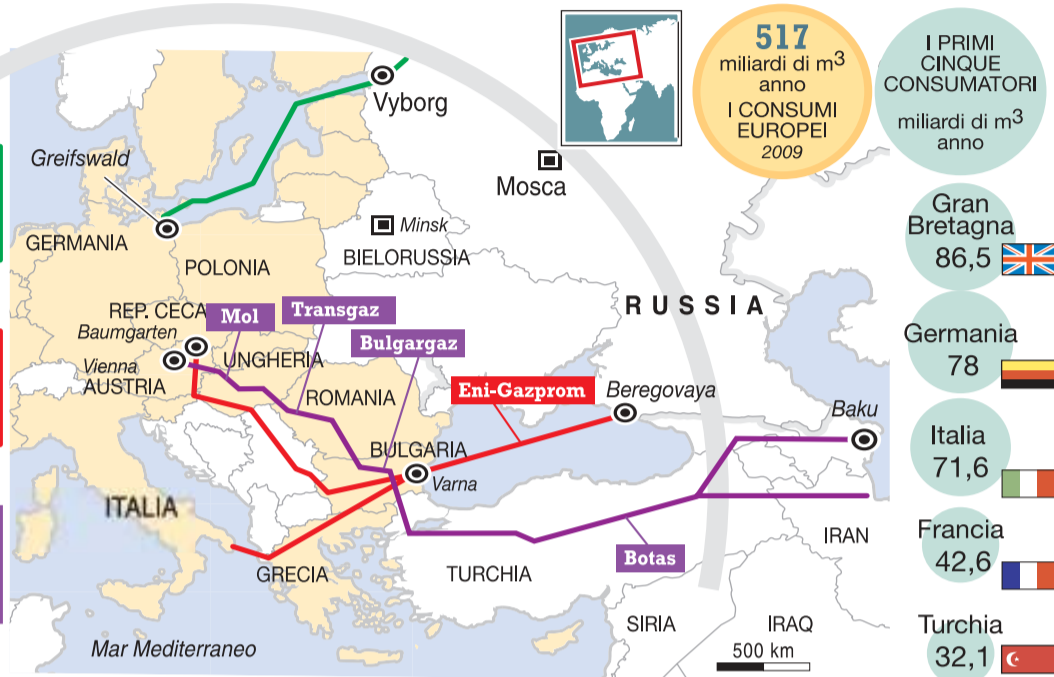 517
miliardi di m³
anno
I CONSUMI
EUROPEI
2009
I PRIMI
CINQUE
CONSUMATORI
miliardi di m³
anno
Gran
Bretagna
86,5
Germania
78
Italia
71,6
Francia
42,6
Turchia
32,1
Vyborg
Greifswald
Mosca
Minsk
GERMANIA
POLONIA
BIELORUSSIA
RUSSIA
REP. CECA
Mol
Transgaz
Baumgarten
Bulgargaz
Vienna
UNGHERIA
AUSTRIA
ROMANIA
Eni-Gazprom
Beregovaya
Baku
BULGARIA
Varna
ITALIA
IRAN
Botas
GRECIA
TURCHIA
SIRIA
IRAQ
Mar Mediterraneo
500 km